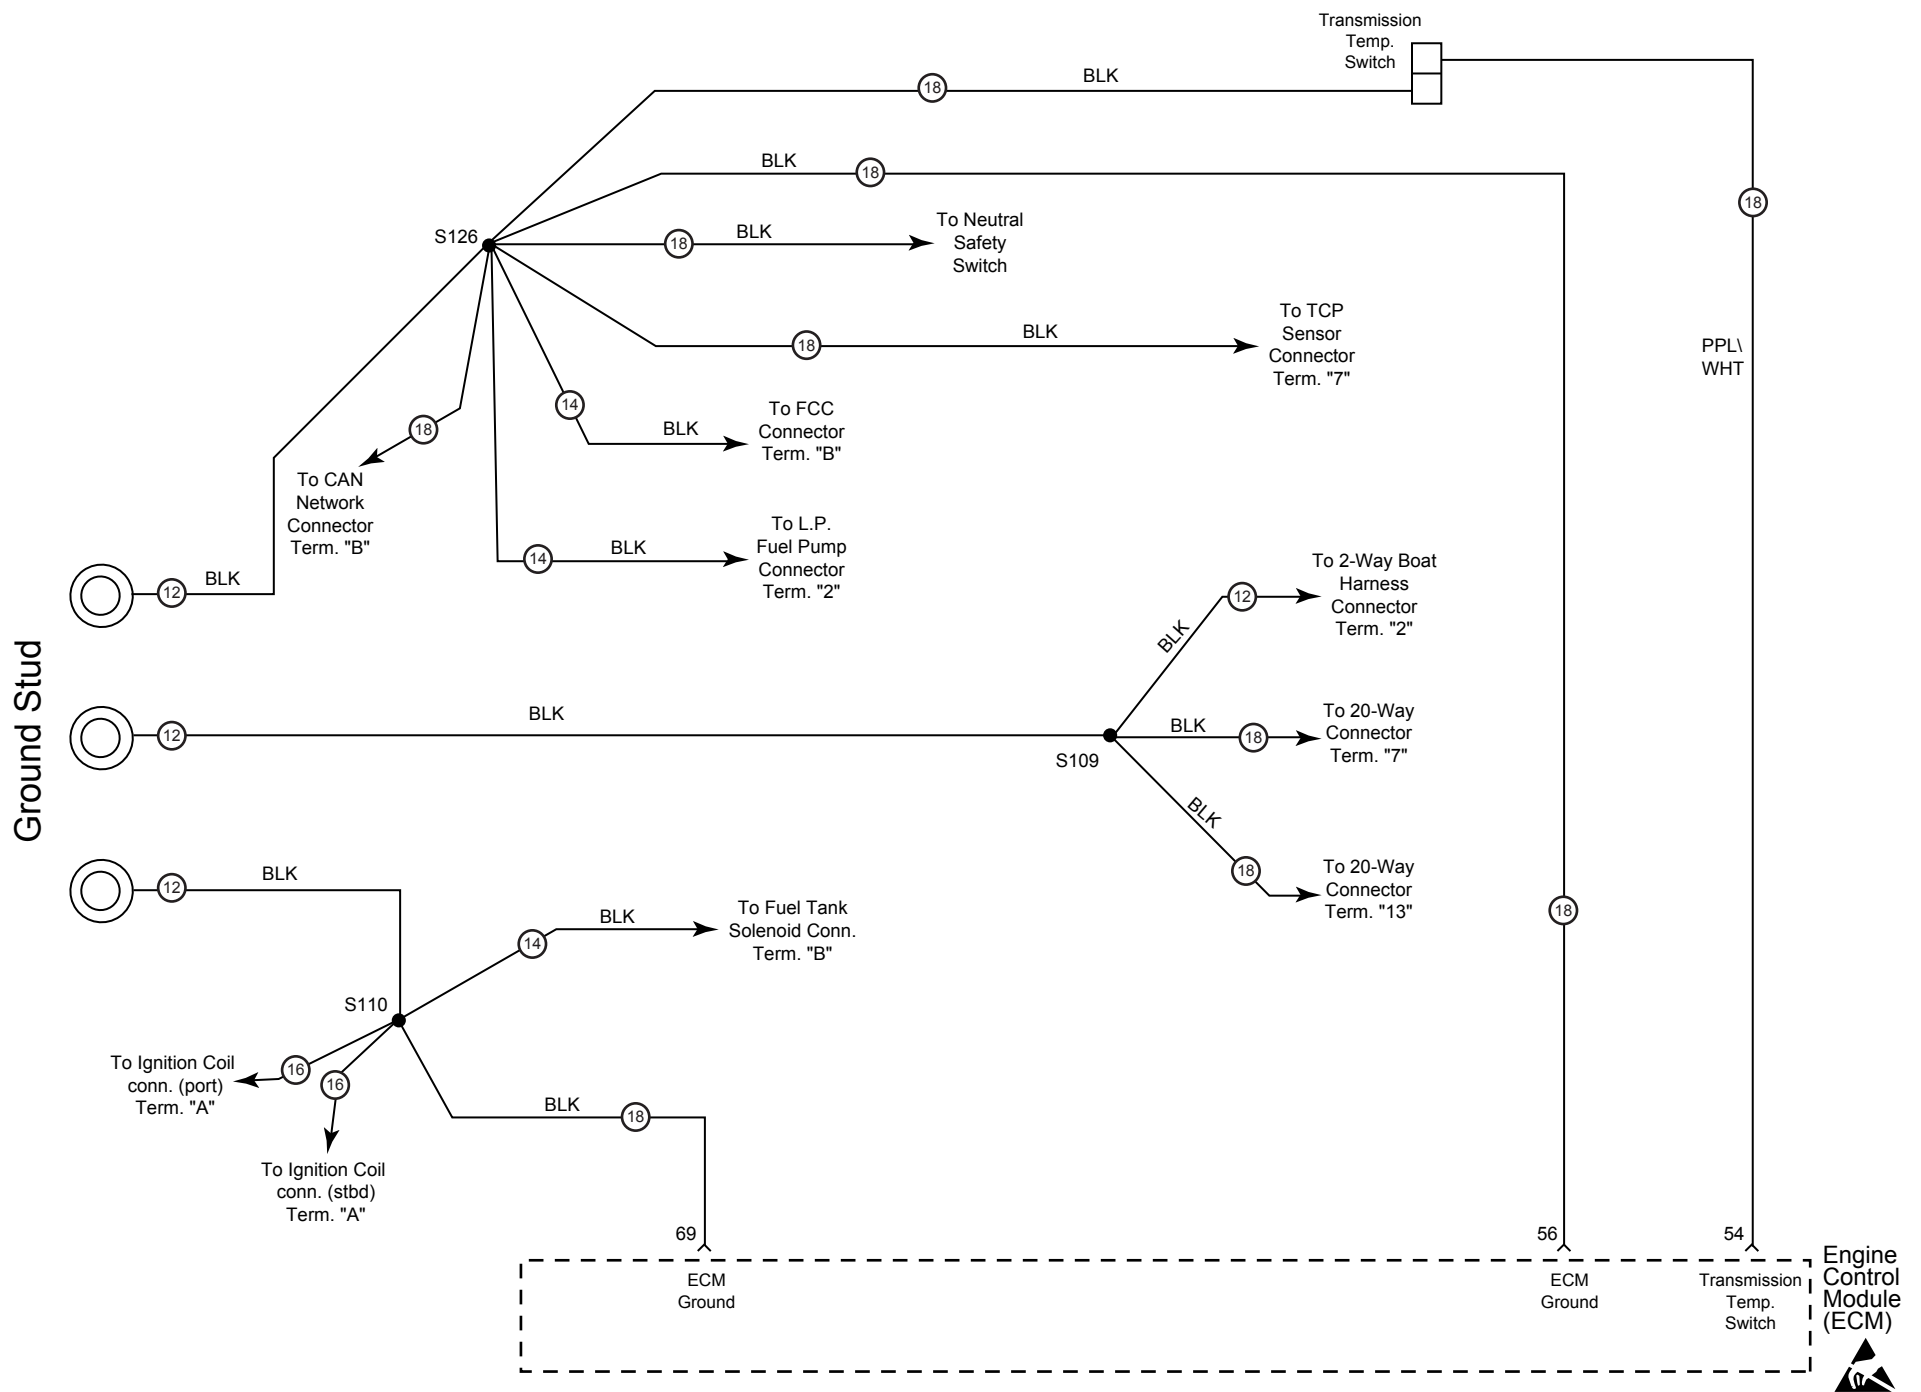 Transmission
Temp.
Switch
18
BLK
BLK
18
18
S126
18
BLK
To Neutral
Safety
Switch
18
BLK
To TCP
Sensor
Connector
Term. "7"
PPL\
WHT
14
BLK
To FCC
Connector
Term. "B"
18
To CAN
Network
Connector
Term. "B"
14
BLK
To L.P.
Fuel Pump
Connector
Term. "2"
12
BLK
Ground Stud
12
BLK
S109
BLK
12
To 2-Way Boat
Harness
Connector
Term. "2"
BLK
18
To 20-Way
Connector
Term. "7"
BLK
18
To 20-Way
Connector
Term. "13"
18
12
BLK
S110
14
BLK
To Fuel Tank
Solenoid Conn.
Term. "B"
16
To Ignition Coil
conn. (port)
Term. "A"
16
To Ignition Coil
conn. (stbd)
Term. "A"
BLK
18
69
56
54
ECM
Ground
ECM
Ground
Transmission
Temp.
Switch
Engine
Control
Module
(ECM)